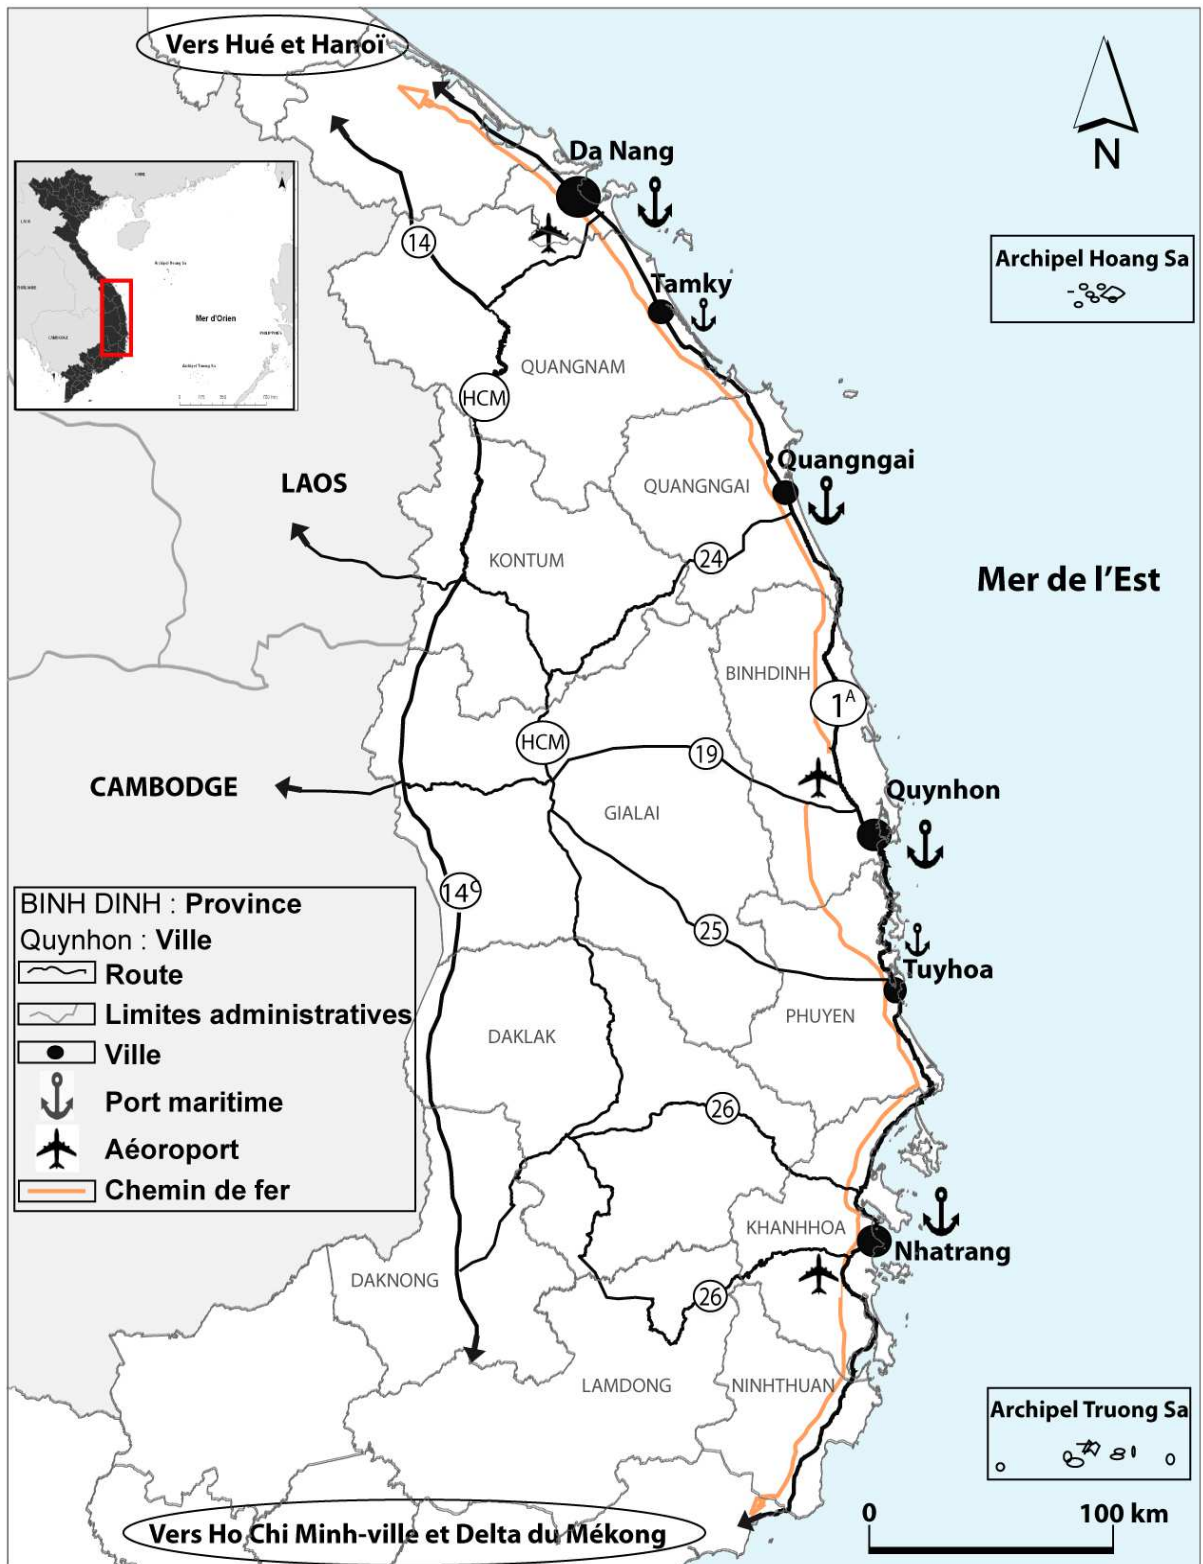 Vers Hué et Hanoï
N
Da Nang
14
Archipel Hoang Sa
Tamky
Mer d'Orien
QUANGNAM
HCM
Quangngai
LAOS
QUANGNGAI
24
KONTUM
Mer de l'Est
BINHDINH
1A
HCM
19
CAMBODGE
Quynhon
GIALAI
14C
BINH DINH : Province
Quynhon : Ville
Route
Limites administratives
Ville
Port maritime
Aéoroport
Chemin de fer
25
Tuyhoa
PHUYEN
DAKLAK
26
KHANHHOA
Nhatrang
DAKNONG
26
LAMDONG
NINHTHUAN
Archipel Truong Sa
0 100 km
Vers Ho Chi Minh-ville et Delta du Mékong